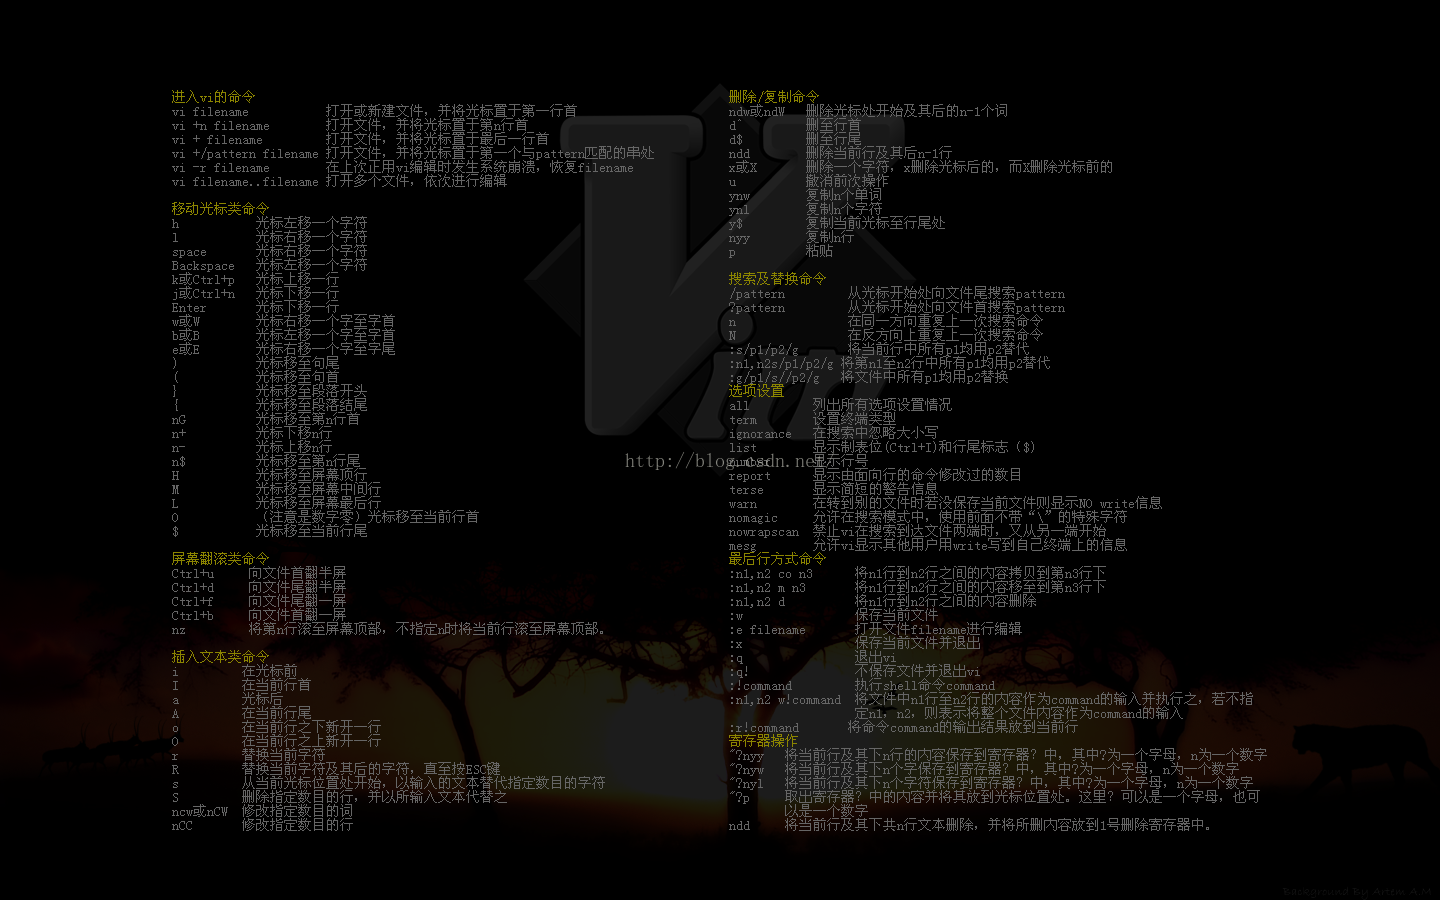 进入vi的命令
vi filename 打开或新建文件，并将光标置于第一行首
vi +n filename 打开文件，并将光标置于第n行首
vi + filename 打开文件，并将光标置于最后一行首
vi +/pattern filename 打开文件，并将光标置于第一个与pattern匹配的串处
vi -r filename 在上次正用vi编辑时发生系统崩溃，恢复filename
vi filename..filename 打开多个文件，依次进行编辑
移动光标类命令
h 光标左移一个字符
l 光标右移一个字符
space 光标右移一个字符
Backspace 光标左移一个字符
k或Ctrl+p 光标上移一行
j或Ctrl+n 光标下移一行
Enter 光标下移一行
w或W 光标右移一个字至字首
b或B 光标左移一个字至字首
e或E 光标右移一个字至字尾
) 光标移至句尾
( 光标移至句首
} 光标移至段落开头
{ 光标移至段落结尾
nG 光标移至第n行首
n+ 光标下移n行
n- 光标上移n行
n$ 光标移至第n行尾
H 光标移至屏幕顶行
M 光标移至屏幕中间行
L 光标移至屏幕最后行
0 （注意是数字零）光标移至当前行首
$ 光标移至当前行尾
屏幕翻滚类命令
Ctrl+u 向文件首翻半屏
Ctrl+d 向文件尾翻半屏
Ctrl+f 向文件尾翻一屏
Ctrl+b 向文件首翻一屏
nz 将第n行滚至屏幕顶部，不指定n时将当前行滚至屏幕顶部。
插入文本类命令
i 在光标前
I 在当前行首
a 光标后
A 在当前行尾
o 在当前行之下新开一行
O 在当前行之上新开一行
r 替换当前字符
R 替换当前字符及其后的字符，直至按ESC键
s 从当前光标位置处开始，以输入的文本替代指定数目的字符
S 删除指定数目的行，并以所输入文本代替之
ncw或nCW 修改指定数目的词
nCC 修改指定数目的行
删除/复制命令
ndw或ndW 删除光标处开始及其后的n-1个词
d^ 删至行首
d$ 删至行尾
ndd 删除当前行及其后n-1行
x或X 删除一个字符，x删除光标后的，而X删除光标前的
u 撤消前次操作
ynw 复制n个单词
ynl 复制n个字符
y$ 复制当前光标至行尾处
nyy 复制n行
p 粘贴
搜索及替换命令
/pattern 从光标开始处向文件尾搜索pattern
?pattern 从光标开始处向文件首搜索pattern
n 在同一方向重复上一次搜索命令
N 在反方向上重复上一次搜索命令
:s/p1/p2/g 将当前行中所有p1均用p2替代
:n1,n2s/p1/p2/g 将第n1至n2行中所有p1均用p2替代
:g/p1/s//p2/g 将文件中所有p1均用p2替换
选项设置
all 列出所有选项设置情况
term 设置终端类型
ignorance 在搜索中忽略大小写
list 显示制表位(Ctrl+I)和行尾标志（$)
number 显示行号
report 显示由面向行的命令修改过的数目
terse 显示简短的警告信息
warn 在转到别的文件时若没保存当前文件则显示NO write信息
nomagic 允许在搜索模式中，使用前面不带“\”的特殊字符
nowrapscan 禁止vi在搜索到达文件两端时，又从另一端开始
mesg 允许vi显示其他用户用write写到自己终端上的信息
最后行方式命令
:n1,n2 co n3 将n1行到n2行之间的内容拷贝到第n3行下
:n1,n2 m n3 将n1行到n2行之间的内容移至到第n3行下
:n1,n2 d 将n1行到n2行之间的内容删除
:w 保存当前文件
:e filename 打开文件filename进行编辑
:x 保存当前文件并退出
:q 退出vi
:q! 不保存文件并退出vi
:!command 执行shell命令command
:n1,n2 w!command 将文件中n1行至n2行的内容作为command的输入并执行之，若不指
定n1，n2，则表示将整个文件内容作为command的输入
:r!command 将命令command的输出结果放到当前行
寄存器操作
"?nyy 将当前行及其下n行的内容保存到寄存器？中，其中?为一个字母，n为一个数字
"?nyw 将当前行及其下n个字保存到寄存器？中，其中?为一个字母，n为一个数字
"?nyl 将当前行及其下n个字符保存到寄存器？中，其中?为一个字母，n为一个数字
"?p 取出寄存器？中的内容并将其放到光标位置处。这里？可以是一个字母，也可
以是一个数字
ndd 将当前行及其下共n行文本删除，并将所删内容放到1号删除寄存器中。
Vim
http://blog.csdn.net
Background By Artem A.M